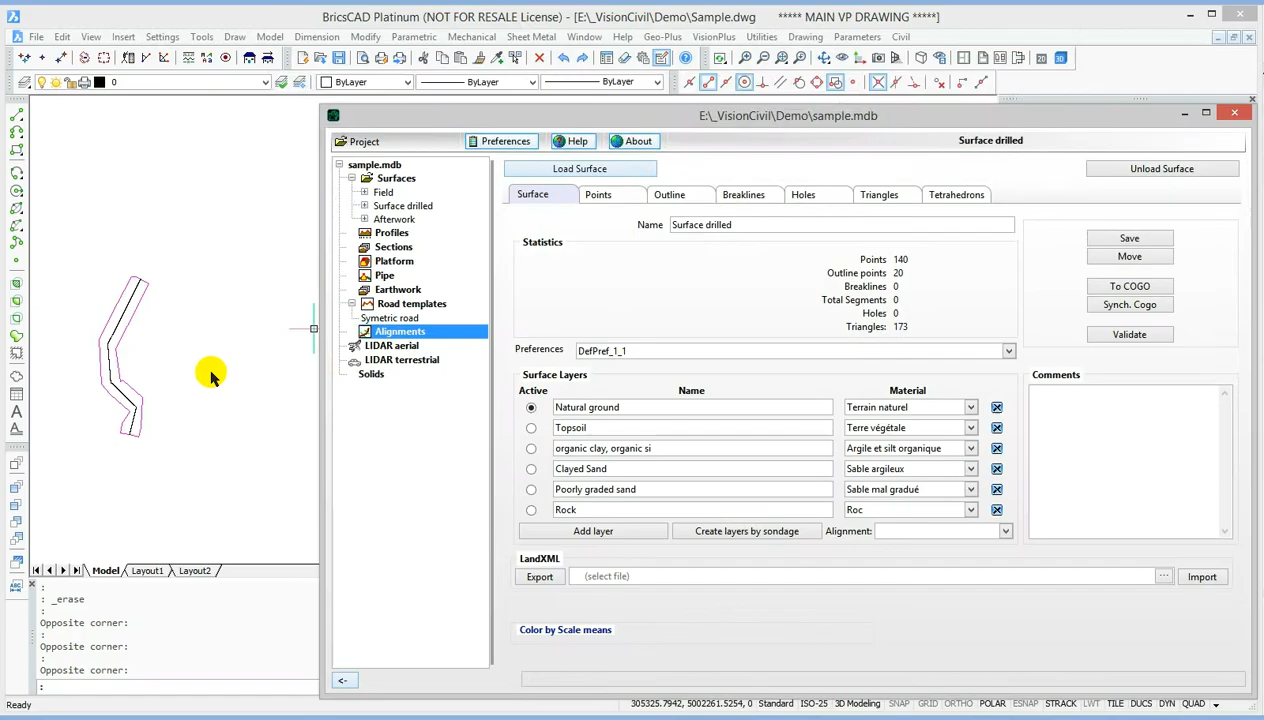 BricsCAD Platinum (NOT FOR RESALE License) - [E:\_VisionCivil\Demo\Sample.dwg ***** MAIN VP DRAWING *****]
File Edit View Insert Settings Tools Draw Model Dimension Modify Parametric Mechanical Sheet Metal Window Help GeoPlus VisionPlus Utilities Drawing Parameters Civil
0 ByLayer ByLayer ByLayer
E:\_VisionCivil\Demo\sample.mdb
Project Preferences Help About Surface drilled
sample.mdb
Surfaces
Field
Surface drilled
Afterwork
Profiles
Sections
Platform
Pipe
Earthwork
Road templates
Symetric road
Alignments
LIDAR aerial
LIDAR terrestrial
Solids
<-
Load Surface Unload Surface
Surface Points Outline Breaklines Holes Triangles Tetrahedrons
Name Surface drilled
Statistics
Points 140
Outline points 20
Breaklines 0
Total Segments 0
Holes 0
Triangles: 173
Save
Move
To COGO
Synch. Cogo
Validate
Preferences DefPref_1_1
Surface Layers
Active Name Material
Natural ground Terrain naturel
Topsoil Terre végétale
organic clay, organic si Argile et silt organique
Clayed Sand Sable argileux
Poorly graded sand Sable mal gradué
Rock Roc
Add layer Create layers by sondage Alignment:
Comments
LandXML
Export (select file) ... Import
Color by Scale means
Model Layout1 Layout2
:
: _erase
:
Opposite corner:
:
Opposite corner:
:
Opposite corner:
:
Ready 305325.7942, 5002261.5254, 0 Standard ISO-25 3D Modeling SNAP GRID ORTHO POLAR ESNAP STRACK LWT TILE DUCS DYN QUAD